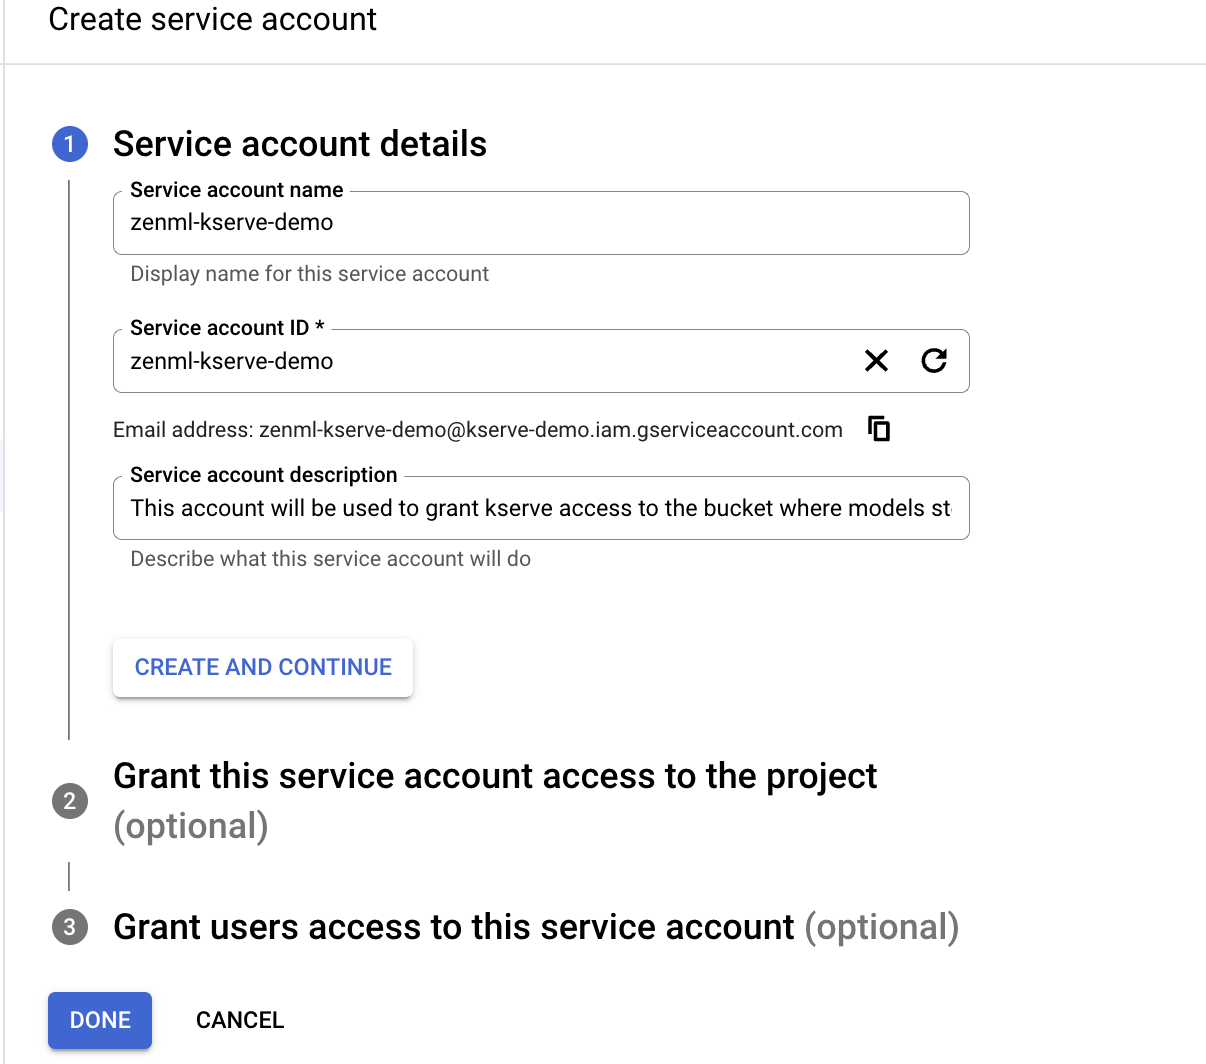 Create service account
1
Service account details
Service account name
zenml-kserve-demo
Display name for this service account
Service account ID *
zenml-kserve-demo
Email address: zenml-kserve-demo@kserve-demo.iam.gserviceaccount.com
Service account description
This account will be used to grant kserve access to the bucket where models st
Describe what this service account will do
CREATE AND CONTINUE
2
Grant this service account access to the project
(optional)
3
Grant users access to this service account (optional)
DONE
CANCEL